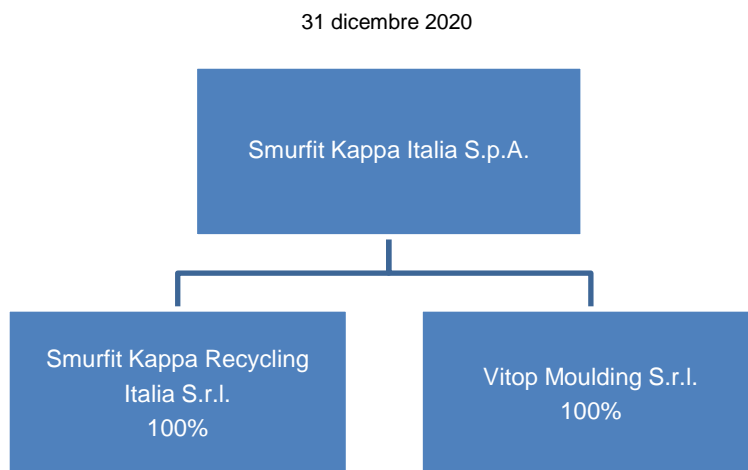 31 dicembre 2020
Smurfit Kappa Italia S.p.A.
Smurfit Kappa Recycling
Italia S.r.l.
100%
Vitop Moulding S.r.l.
100%